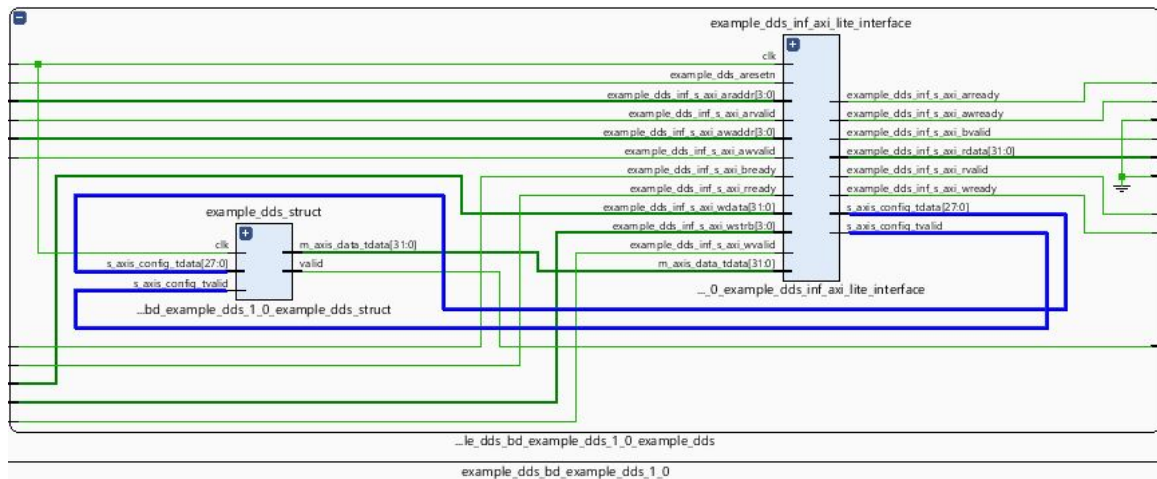 example_dds_inf_axi_lite_interface
clk
example_dds_aresetn
example_dds_inf_s_axi_araddr[3:0]
example_dds_inf_s_axi_arvalid
example_dds_inf_s_axi_awaddr[3:0]
example_dds_inf_s_axi_awvalid
example_dds_inf_s_axi_bready
example_dds_inf_s_axi_rready
example_dds_inf_s_axi_wdata[31:0]
example_dds_inf_s_axi_wstrb[3:0]
example_dds_inf_s_axi_wvalid
m_axis_data_tdata[31:0]
example_dds_inf_s_axi_arready
example_dds_inf_s_axi_awready
example_dds_inf_s_axi_bvalid
example_dds_inf_s_axi_rdata[31:0]
example_dds_inf_s_axi_rvalid
example_dds_inf_s_axi_wready
s_axis_config_tdata[27:0]
s_axis_config_tvalid
..._0_example_dds_inf_axi_lite_interface
example_dds_struct
clk
s_axis_config_tdata[27:0]
s_axis_config_tvalid
m_axis_data_tdata[31:0]
valid
...bd_example_dds_1_0_example_dds_struct
...le_dds_bd_example_dds_1_0_example_dds
example_dds_bd_example_dds_1_0